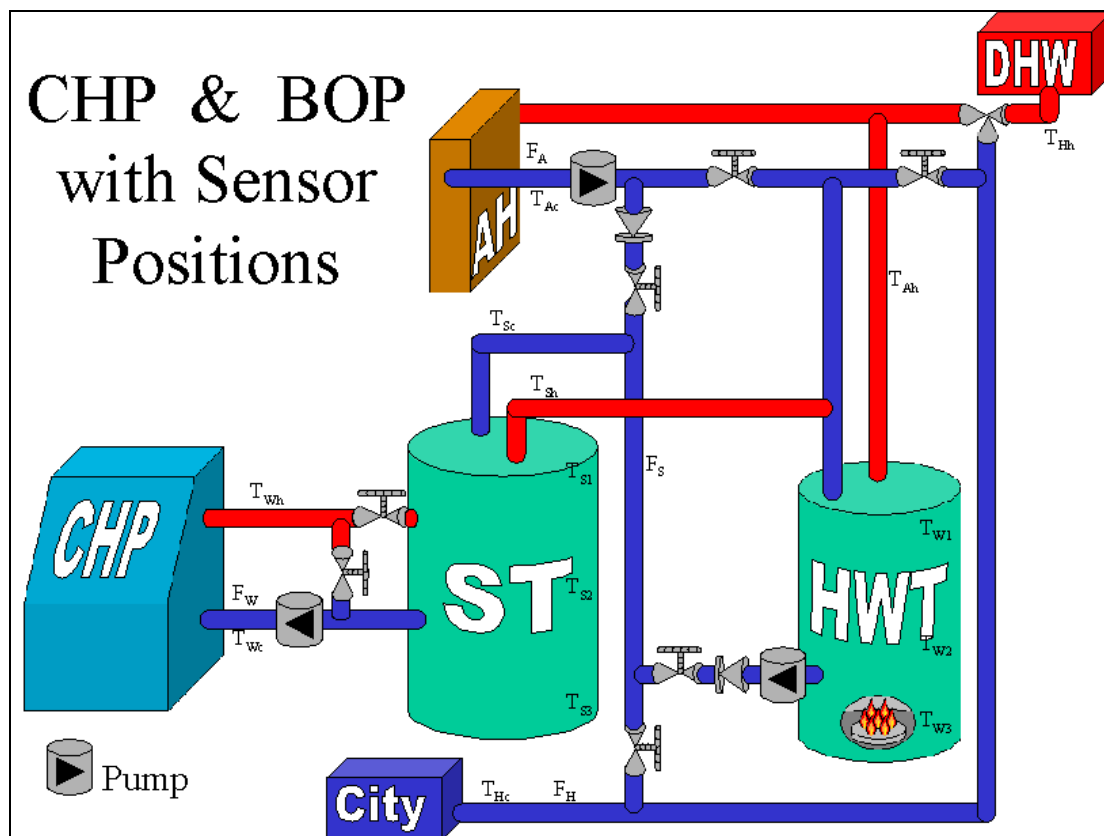 CHP & BOP
with Sensor
Positions
DHW
T_Hh
F_A
T_Ac
AH
T_Ah
T_Sc
T_Sh
F_S
T_S1
T_Wh
CHP
ST
T_S2
F_W
T_Wc
T_S3
T_W1
HWT
T_W2
T_W3
Pump
City
T_Hc
F_H